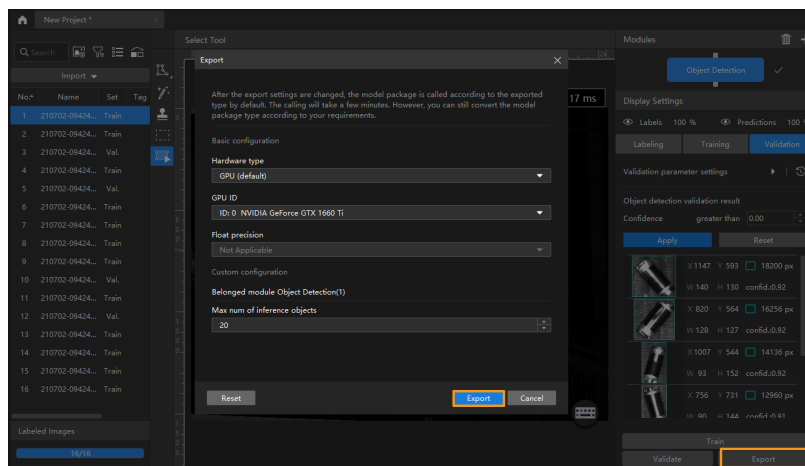 New Project *
Select Tool
Search
Import
No.
Name
Set
Tag
1 210702-09424... Train
2 210702-09424... Train
3 210702-09424... Val.
4 210702-09424... Train
5 210702-09424... Val.
6 210702-09424... Train
7 210702-09424... Train
8 210702-09424... Train
9 210702-09424... Train
10 210702-09424... Val.
11 210702-09424... Train
12 210702-09424... Val.
13 210702-09424... Train
14 210702-09424... Train
15 210702-09424... Train
16 210702-09424... Train
Labeled Images
16/16
Export
After the export settings are changed, the model package is called according to the exported
type by default. The calling will take a few minutes. However, you can still convert the model
package type according to your requirements.
Basic configuration
Hardware type
GPU (default)
GPU ID
ID: 0 NVIDIA GeForce GTX 1660 Ti
Float precision
Not Applicable
Custom configuration
Belonged module Object Detection(1)
Max num of inference objects
20
Reset
Export
Cancel
17 ms
Modules
Object Detection
Display Settings
Labels 100 % Predictions 100
Labeling Training Validation
Validation parameter settings
Object detection validation result
Confidence greater than 0.00
Apply Reset
X 1147 Y 593 18200 px
W 140 H 130 confid.:0.92
X 820 Y 564 16256 px
W 128 H 127 confid.:0.92
X 1007 Y 544 14136 px
W 93 H 152 confid.:0.92
X 756 Y 731 12960 px
W 90 H 144 confid.:0.91
Train
Validate Export